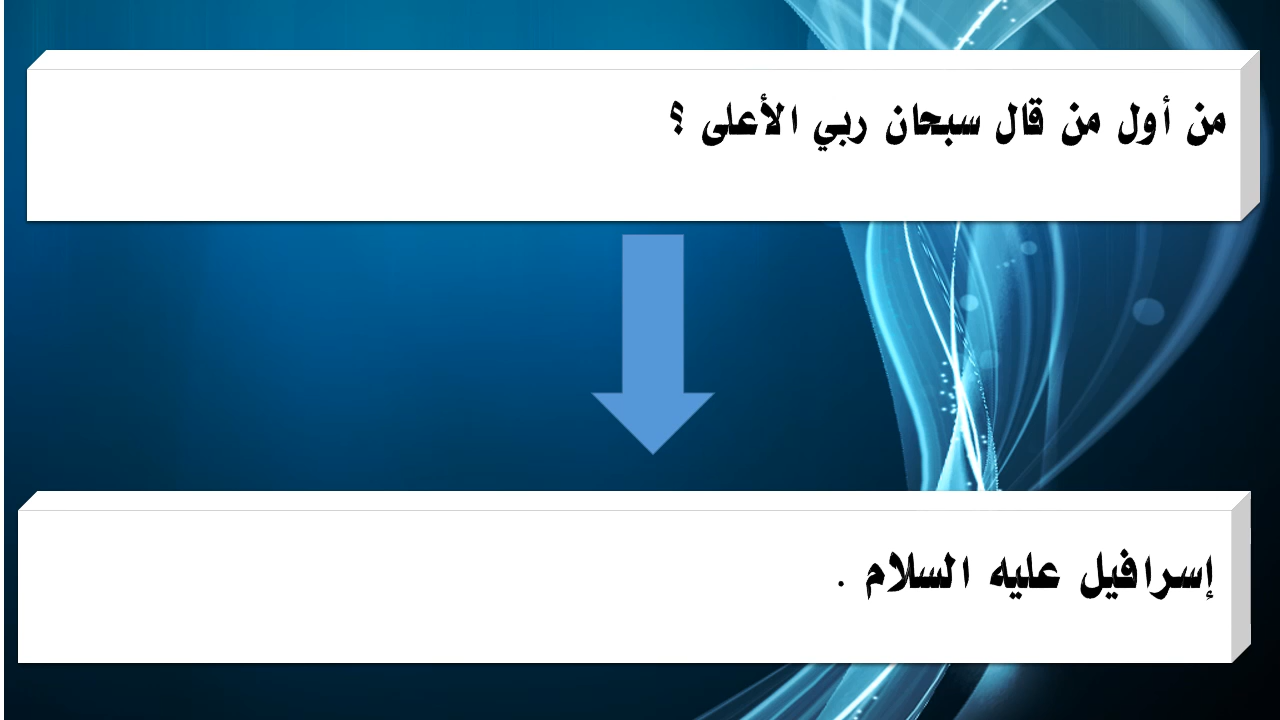 من أول من قال سبحان ربي الأعلى ؟
إسرافيل عليه السلام .